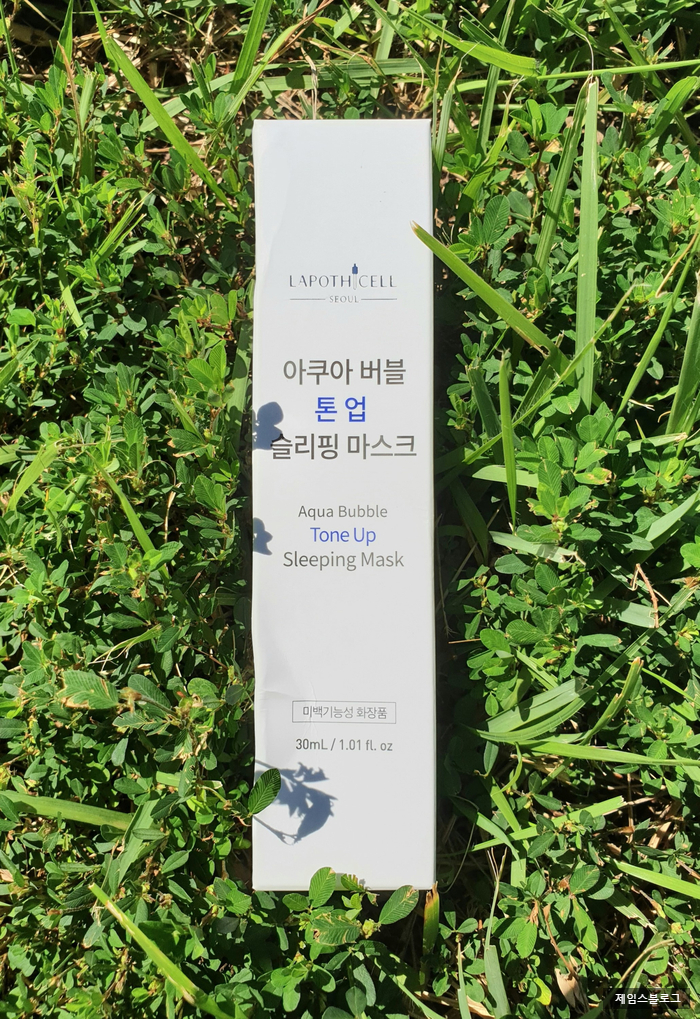 LAPOTHICELL
SEOUL
아쿠아 버블
톤 업
슬리핑 마스크
Aqua Bubble
Tone Up
Sleeping Mask
미백기능성 화장품
30mL / 1.01 fl. oz
제임스블로그